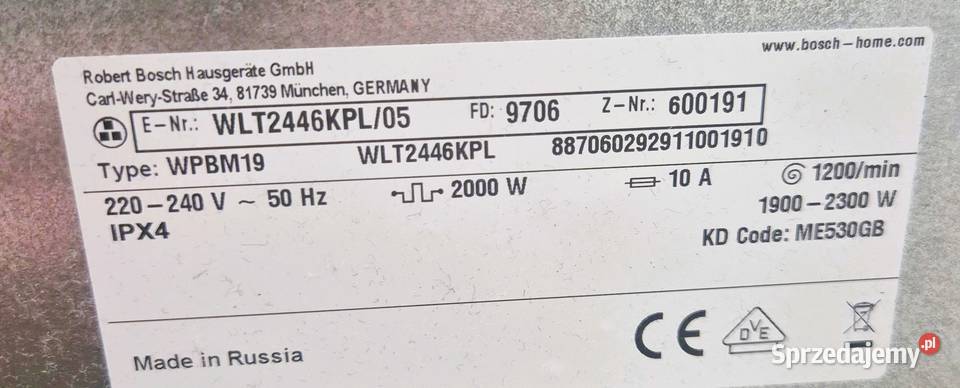 www.bosch-home.com
Robert Bosch Hausgeräte GmbH
Carl-Wery-Straße 34, 81739 München, GERMANY
E-Nr.: WLT2446KPL/05 FD: 9706 Z-Nr.: 600191
Type: WPBM19 WLT2446KPL 887060292911001910
220-240 V ~ 50 Hz 2000 W 10 A 1200/min
IPX4 1900-2300 W
KD Code: ME530GB
Made in Russia CE DVE
Sprzedajemy.pl